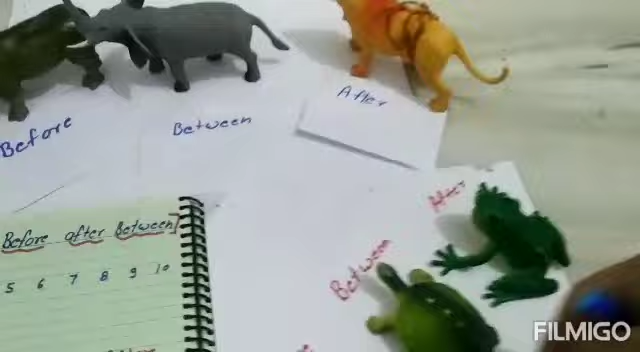 Before
Between
After
Before after Between
5 6 7 8 9 10
After
Between
FILMIGO